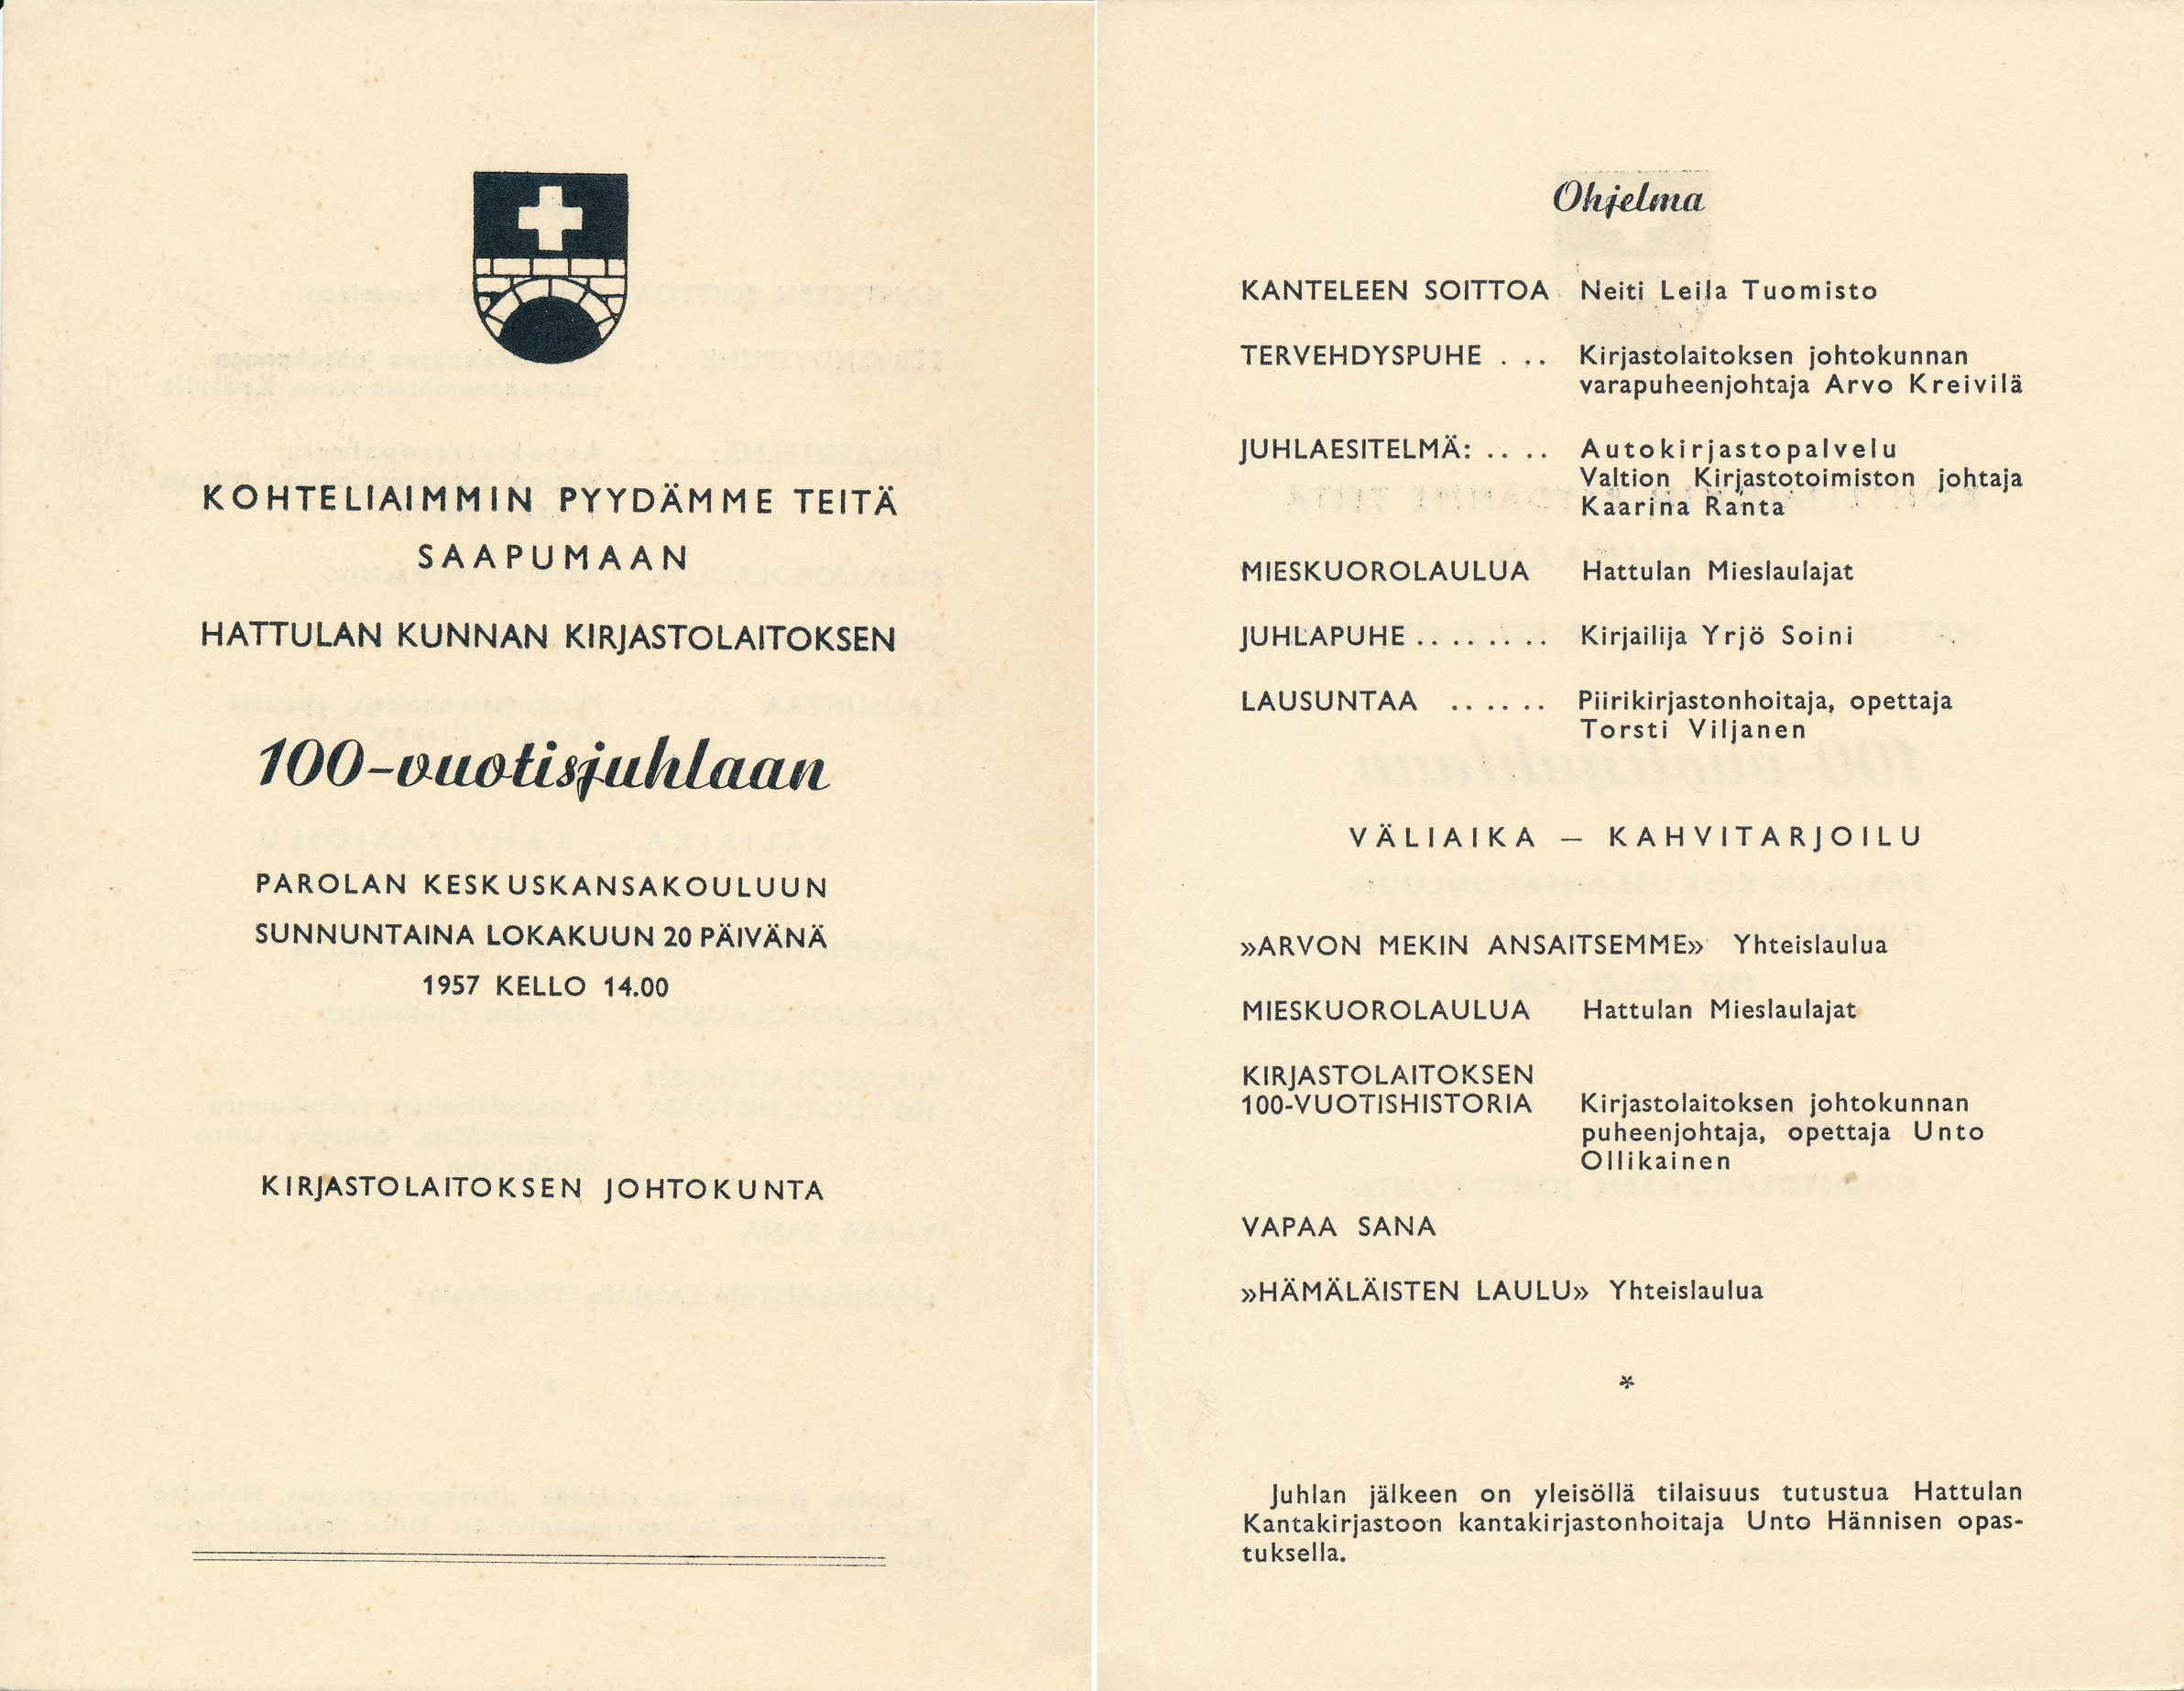 KOHTELIAIMMIN PYYDÄMME TEITÄ
SAAPUMAAN
HATTULAN KUNNAN KIRJASTOLAITOKSEN
100-vuotisjuhlaan
PAROLAN KESKUSKANSAKOULUUN
SUNNUNTAINA LOKAKUUN 20 PÄIVÄNÄ
1957 KELLO 14.00
KIRJASTOLAITOKSEN JOHTOKUNTA
Ohjelma
KANTELEEN SOITTOA Neiti Leila Tuomisto
TERVEHDYSPUHE . .. Kirjastolaitoksen johtokunnan
varapuheenjohtaja Arvo Kreivilä
JUHLAESITELMÄ: .. .. Autokirjastopalvelu
Valtion Kirjastotoimiston johtaja
Kaarina Ranta
MIESKUOROLAULUA Hattulan Mieslaulajat
JUHLAPUHE .. .. .. .. Kirjailija Yrjö Soini
LAUSUNTAA .. .. .. Piirikirjastonhoitaja, opettaja
Torsti Viljanen
VÄLIAIKA — KAHVITARJOILU
»ARVON MEKIN ANSAITSEMME» Yhteislaulua
MIESKUOROLAULUA Hattulan Mieslaulajat
KIRJASTOLAITOKSEN
100-VUOTISHISTORIA Kirjastolaitoksen johtokunnan
puheenjohtaja, opettaja Unto
Ollikainen
VAPAA SANA
»HÄMÄLÄISTEN LAULU» Yhteislaulua
*
Juhlan jälkeen on yleisöllä tilaisuus tutustua Hattulan
Kantakirjastoon kantakirjastonhoitaja Unto Hännisen opas-
tuksella.